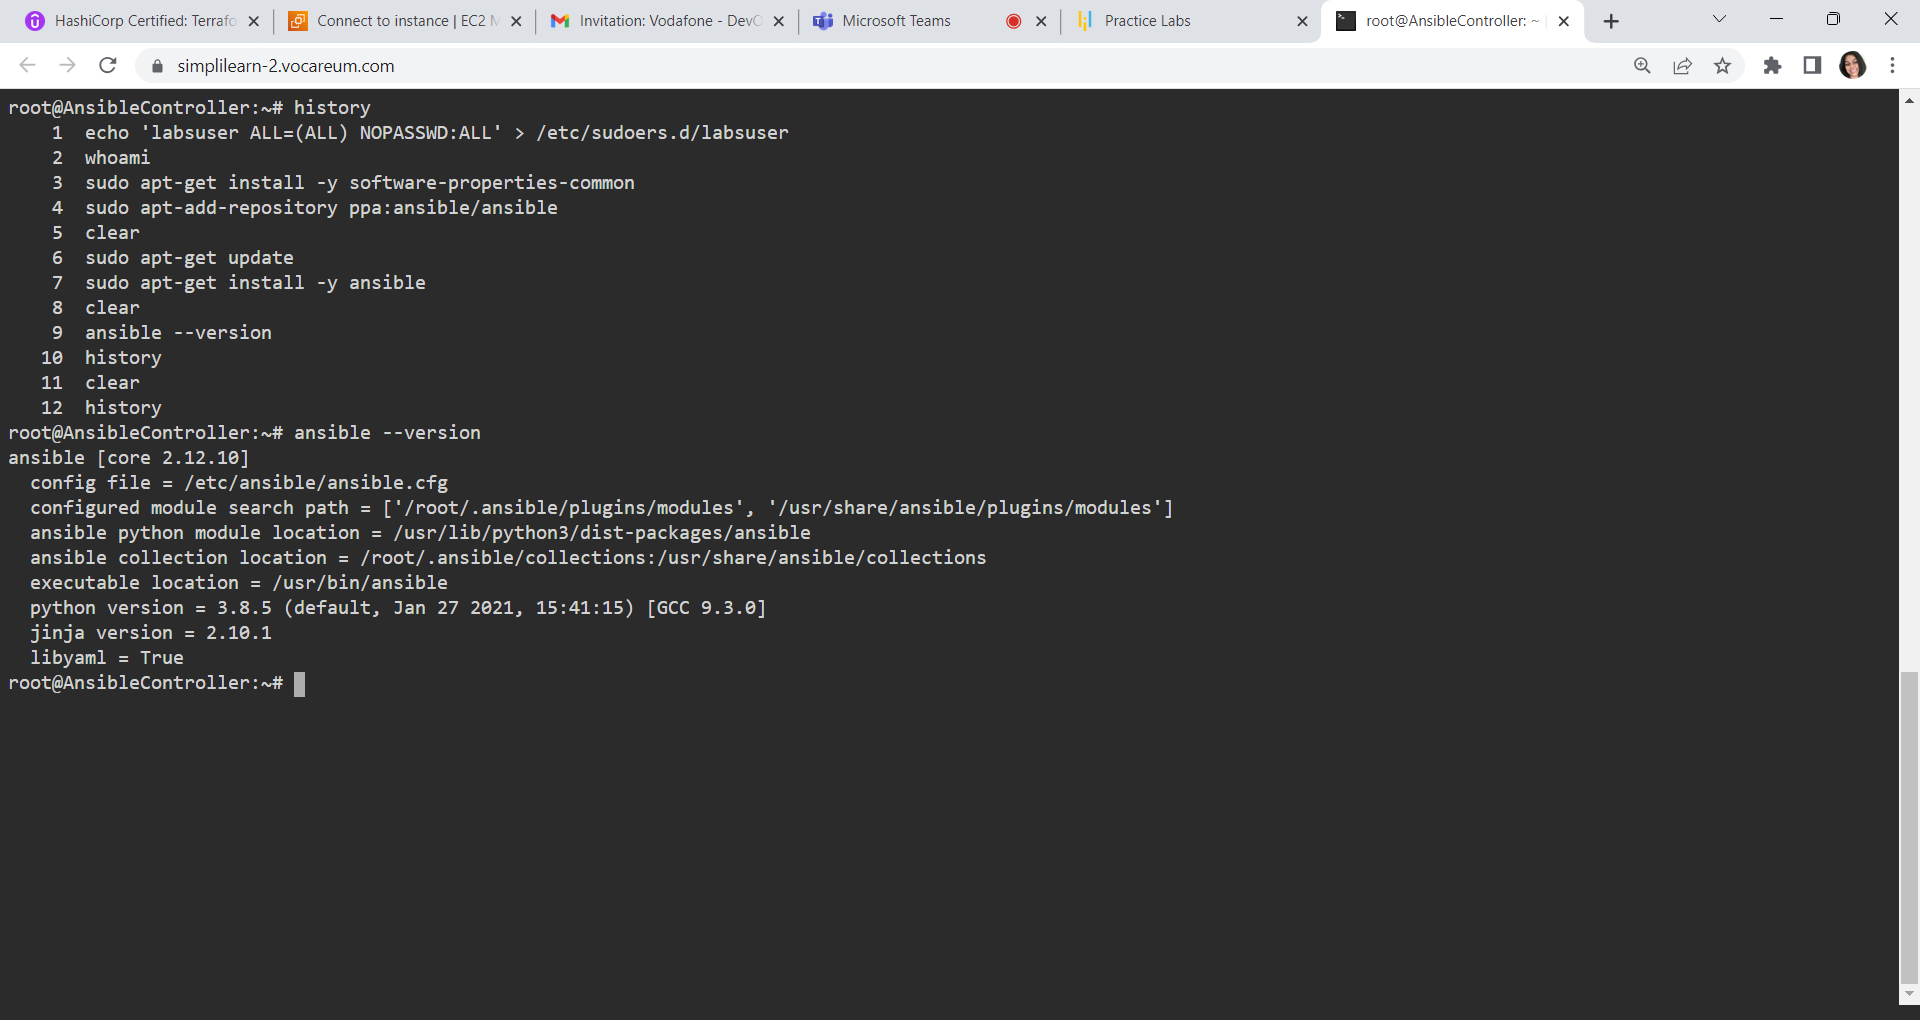 HashiCorp Certified: Terrafo
Connect to instance | EC2 M
Invitation: Vodafone - DevO
Microsoft Teams
Practice Labs
root@AnsibleController: ~
simplilearn-2.vocareum.com
root@AnsibleController:~# history
1 echo 'labsuser ALL=(ALL) NOPASSWD:ALL' > /etc/sudoers.d/labsuser
2 whoami
3 sudo apt-get install -y software-properties-common
4 sudo apt-add-repository ppa:ansible/ansible
5 clear
6 sudo apt-get update
7 sudo apt-get install -y ansible
8 clear
9 ansible --version
10 history
11 clear
12 history
root@AnsibleController:~# ansible --version
ansible [core 2.12.10]
config file = /etc/ansible/ansible.cfg
configured module search path = ['/root/.ansible/plugins/modules', '/usr/share/ansible/plugins/modules']
ansible python module location = /usr/lib/python3/dist-packages/ansible
ansible collection location = /root/.ansible/collections:/usr/share/ansible/collections
executable location = /usr/bin/ansible
python version = 3.8.5 (default, Jan 27 2021, 15:41:15) [GCC 9.3.0]
jinja version = 2.10.1
libyaml = True
root@AnsibleController:~#